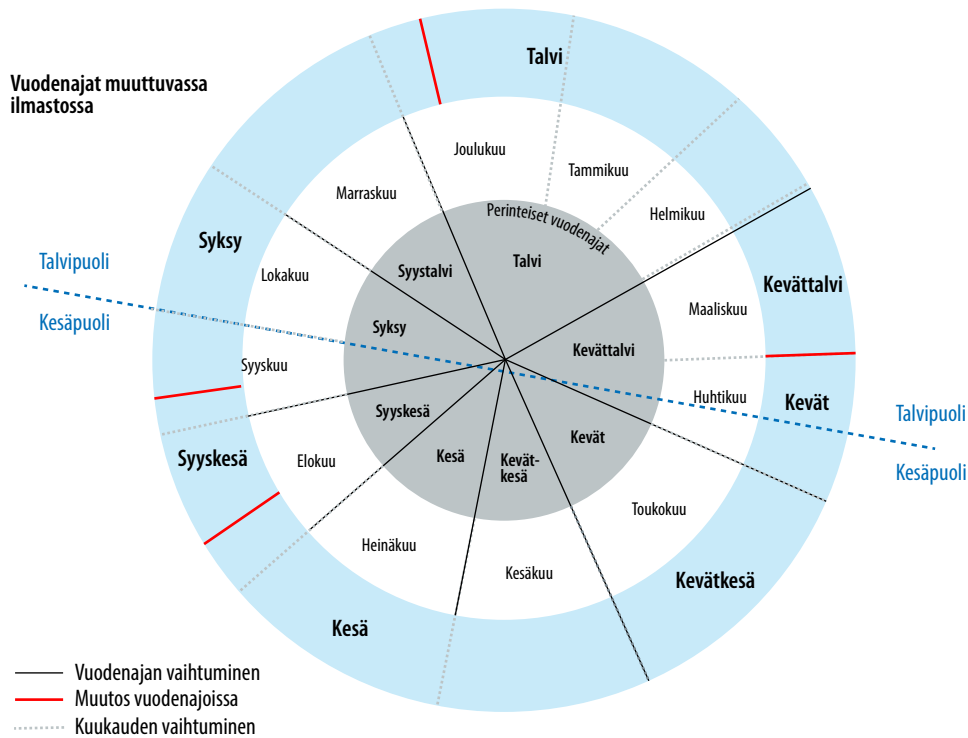 Vuodenajat muuttuvassa
ilmastossa
Talvi
Kevättalvi
Kevät
Kevätkesä
Kesä
Syyskesä
Syksy
Joulukuu
Tammikuu
Helmikuu
Maaliskuu
Huhtikuu
Toukokuu
Kesäkuu
Heinäkuu
Elokuu
Syyskuu
Lokakuu
Marraskuu
Perinteiset vuodenajat
Talvi
Kevättalvi
Kevät
Kevät-
kesä
Kesä
Syyskesä
Syksy
Systalvi
Talvipuoli
Kesäpuoli
Talvipuoli
Kesäpuoli
Vuodenajan vaihtuminen
Muutos vuodenajoissa
Kuukauden vaihtuminen